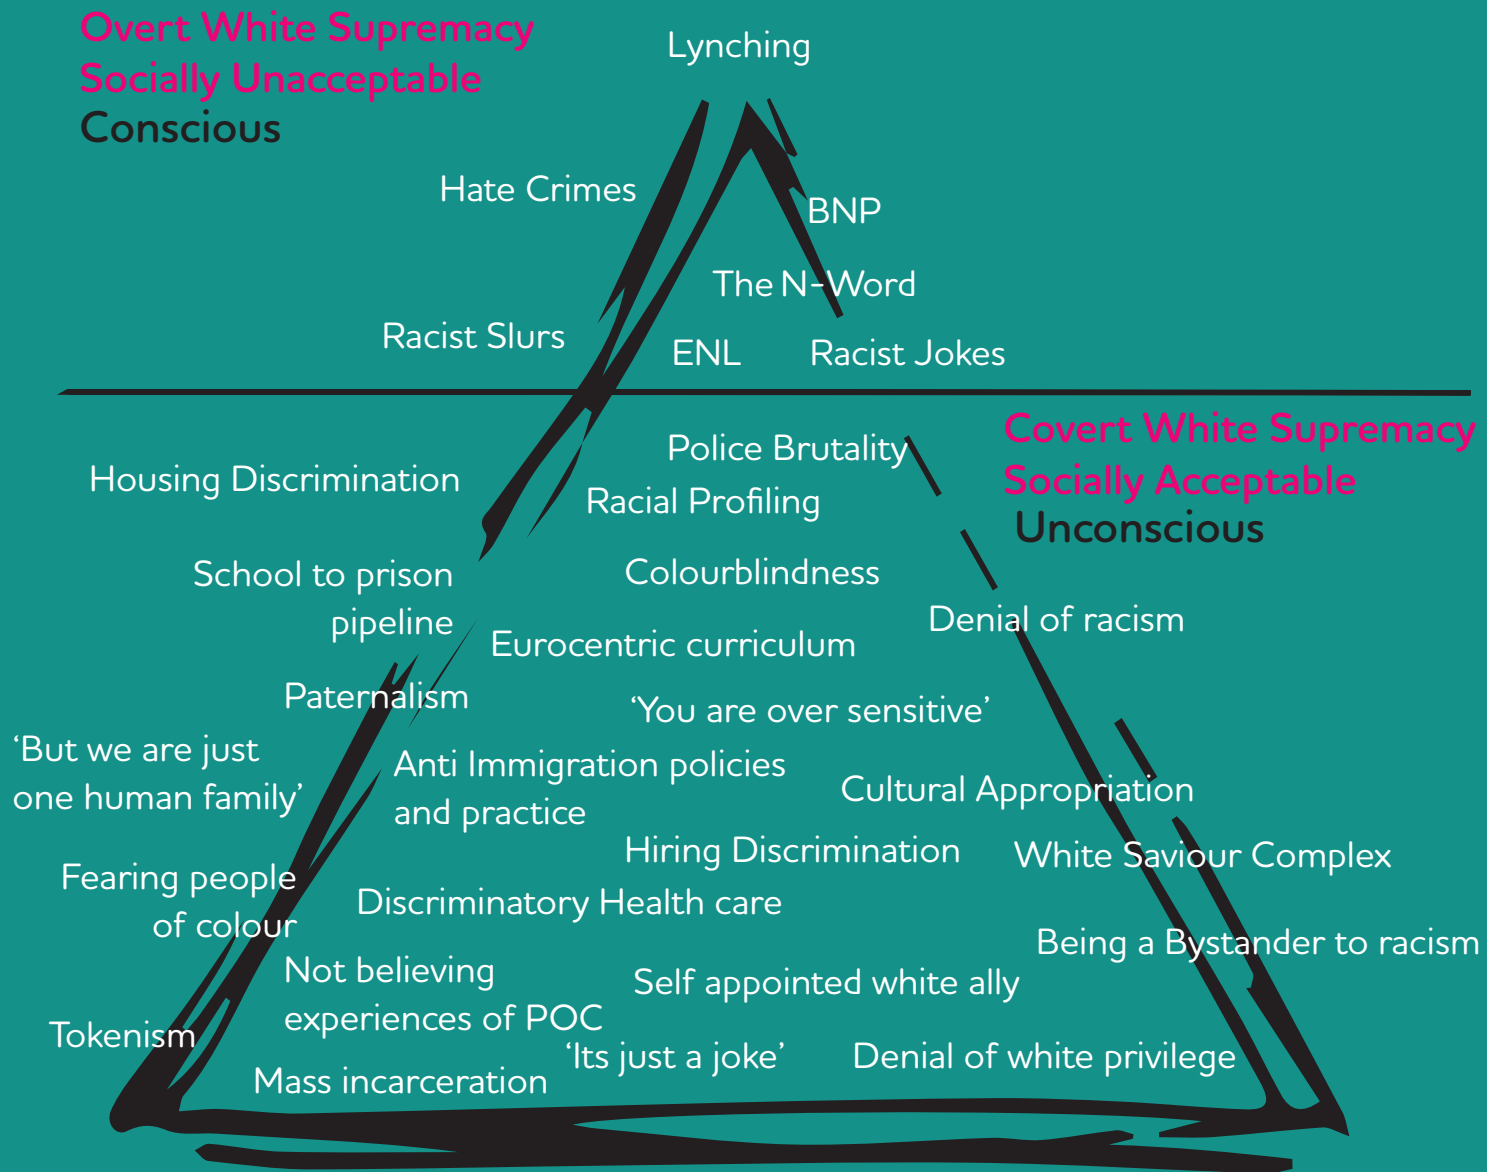 Overt White Supremacy
Socially Unacceptable
Conscious
Lynching
Hate Crimes
BNP
The N-Word
Racist Slurs
ENL
Racist Jokes
Covert White Supremacy
Socially Acceptable
Unconscious
Police Brutality
Housing Discrimination
Racial Profiling
School to prison
pipeline
Colourblindness
Denial of racism
Eurocentric curriculum
Paternalism
‘You are over sensitive’
‘But we are just
one human family’
Anti Immigration policies
and practice
Cultural Appropriation
Hiring Discrimination
White Saviour Complex
Fearing people
of colour
Discriminatory Health care
Being a Bystander to racism
Not believing
experiences of POC
Self appointed white ally
Tokenism
‘Its just a joke’
Denial of white privilege
Mass incarceration